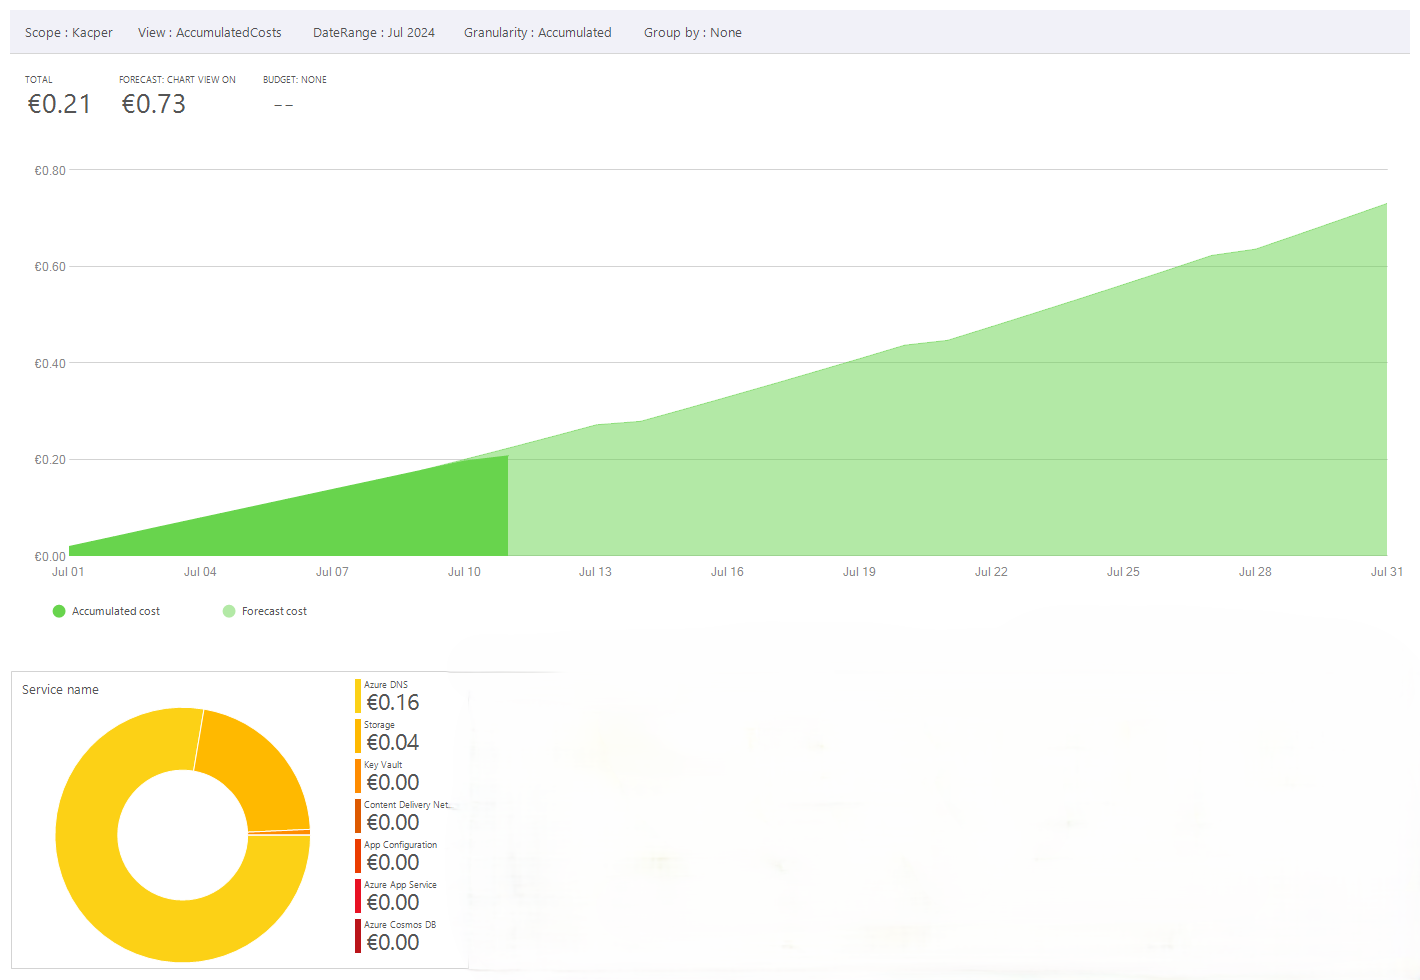 Scope : Kacper View : AccumulatedCosts DateRange : Jul 2024 Granularity : Accumulated Group by : None
TOTAL FORECAST: CHART VIEW ON BUDGET: NONE
€0.21 €0.73 --
€0.80
€0.60
€0.40
€0.20
€0.00
Jul 01 Jul 04 Jul 07 Jul 10 Jul 13 Jul 16 Jul 19 Jul 22 Jul 25 Jul 28 Jul 31
Accumulated cost Forecast cost
Service name
Azure DNS
€0.16
Storage
€0.04
Key Vault
€0.00
Content Delivery Net...
€0.00
App Configuration
€0.00
Azure App Service
€0.00
Azure Cosmos DB
€0.00